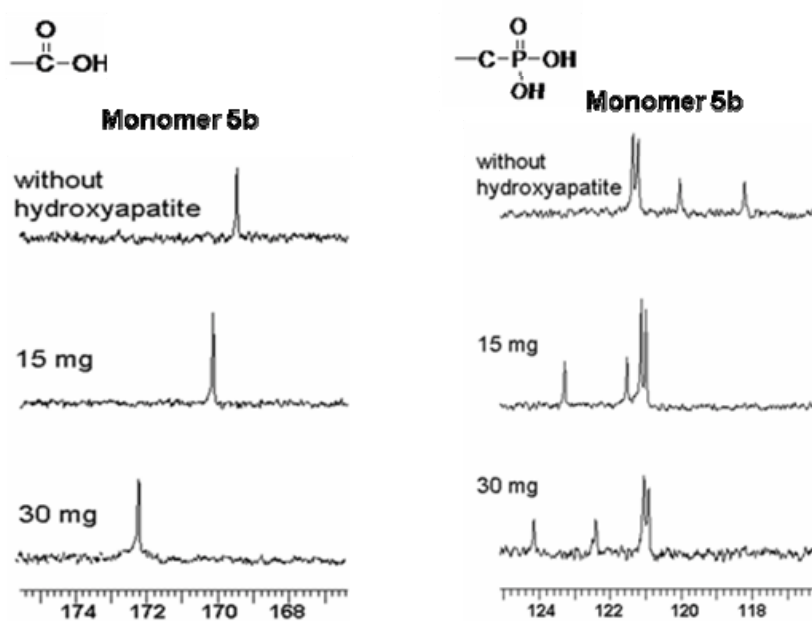 O
—C—OH
Monomer 5b
without
hydroxyapatite
15 mg
30 mg
174 172 170 168
O
—C—P—OH
OH
Monomer 5b
without
hydroxyapatite
15 mg
30 mg
124 122 120 118